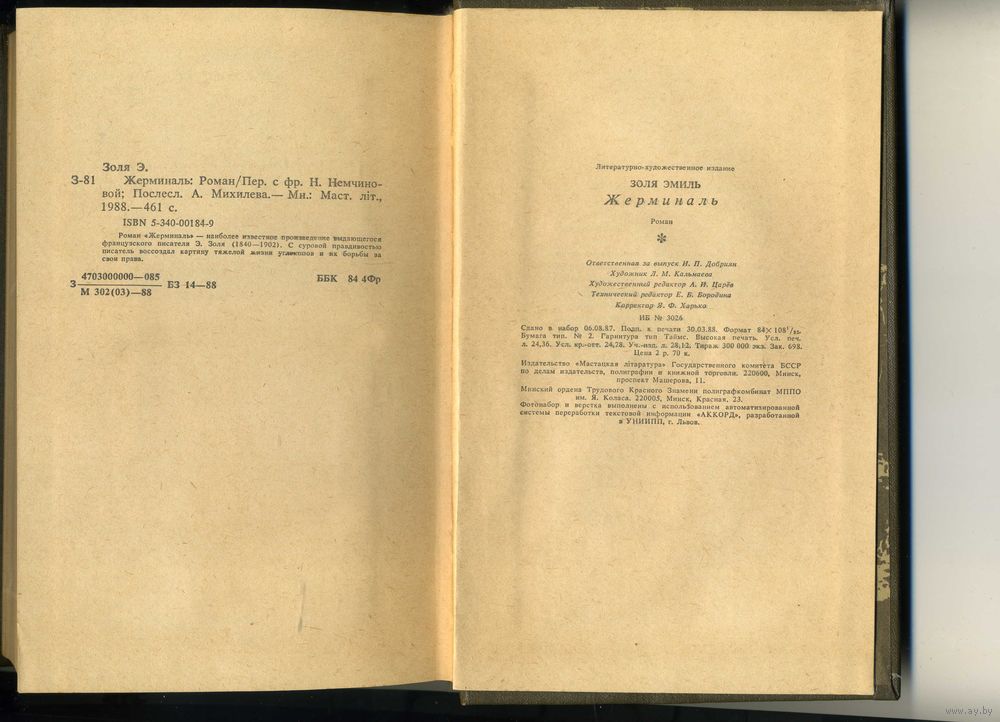 Золя Э.
З-81 Жерминаль: Роман/Пер. с фр. Н. Немчино-
вой; Послесл. А. Михилева.— Мн.: Маст. літ.,
1988.—461 с.
ISBN 5-340-00184-9
Роман «Жерминаль» — наиболее известное произведение выдающегося
французского писателя Э. Золя (1840—1902). С суровой правдивостью
писатель воссоздал картину тяжелой жизни углекопов и их борьбы за
свои права.
З 4703000000—085 БЗ 14—88 ББК 84 4Фр
М 302(03)—88
Литературно-художественное издание
ЗОЛЯ ЭМИЛЬ
Жерминаль
Роман
*
Ответственная за выпуск И. П. Добриян
Художник Л. М. Кальмаева
Художественный редактор А. И. Царёв
Технический редактор Е. Б. Бородина
Корректор Я. Ф. Харько
ИБ № 3026
Сдано в набор 06.08.87. Подп. к печати 30.03.88. Формат 84×108¹/₃₂.
Бумага тип. № 2. Гарнитура тип Таймс. Высокая печать. Усл. печ.
л. 24,36. Усл. кр.-отт. 24,78. Уч.-изд. л. 28,12. Тираж 300 000 экз. Зак. 698.
Цена 2 р. 70 к.
Издательство «Мастацкая літаратура» Государственного комитета БССР
по делам издательств, полиграфии и книжной торговли. 220600, Минск,
проспект Машерова, 11.
Минский ордена Трудового Красного Знамени полиграфкомбинат МППО
им. Я. Коласа. 220005, Минск, Красная, 23.
Фотонабор и верстка выполнены с использованием автоматизированной
системы переработки текстовой информации «АККОРД», разработанной
в УНИИПП, г. Львов.
www.ay.by